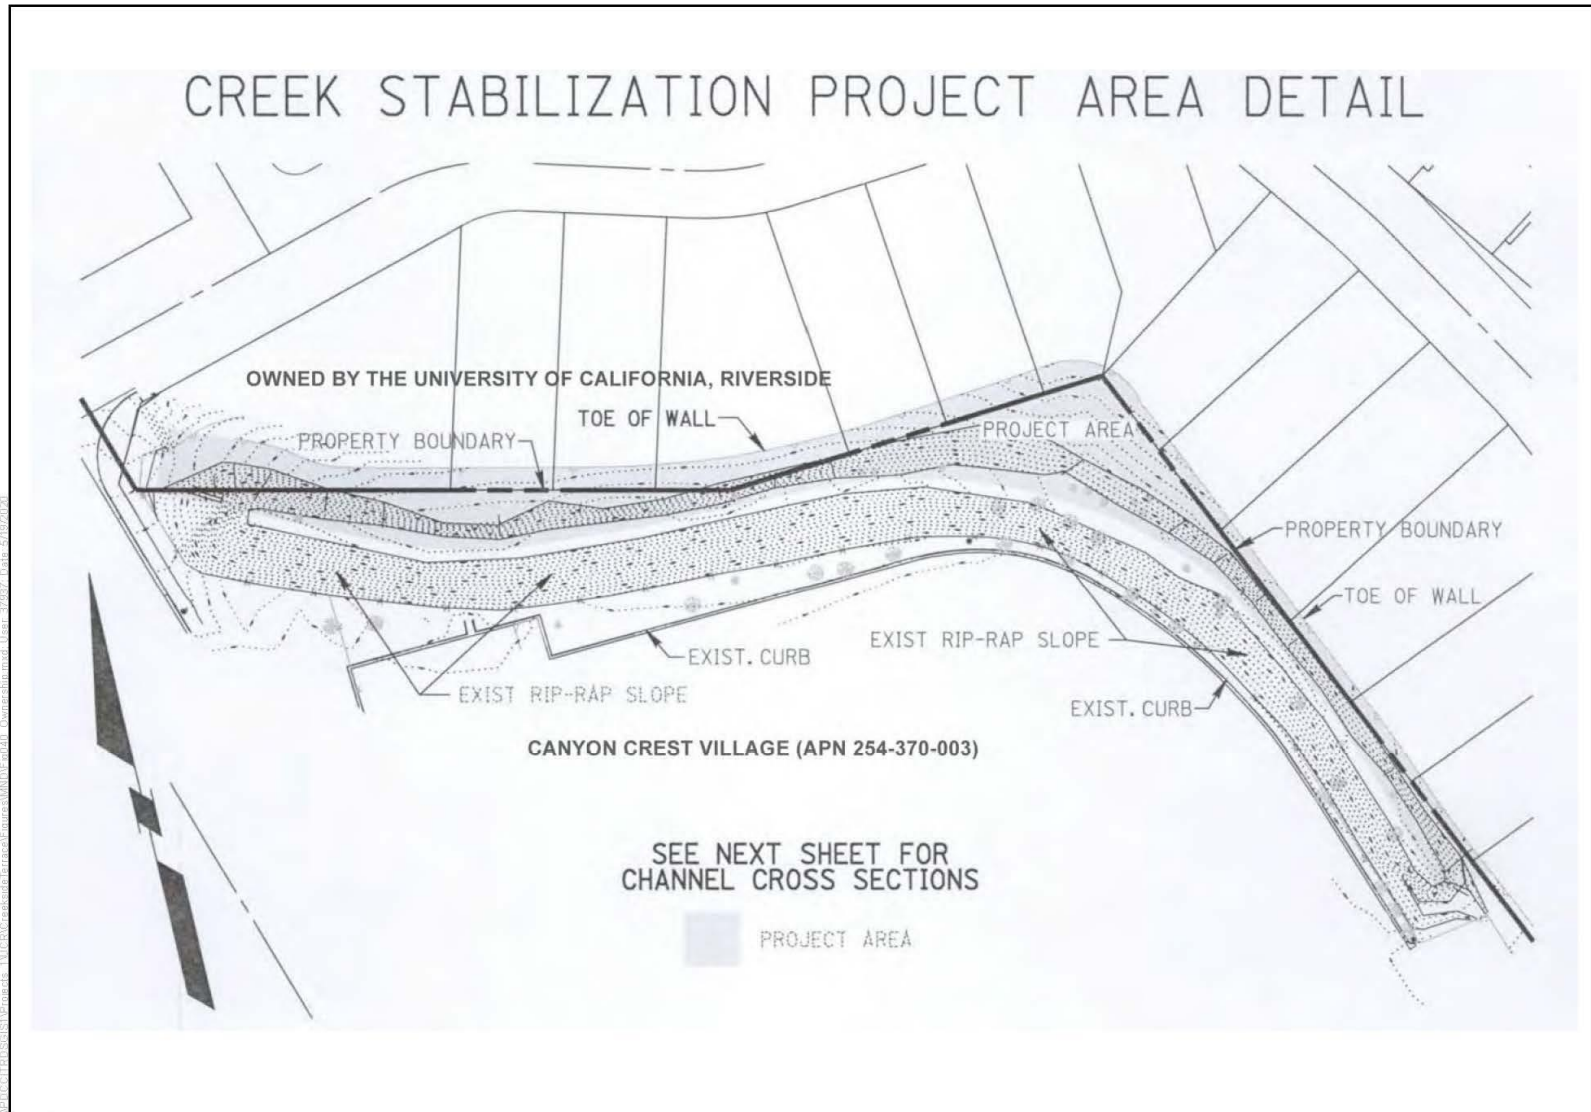 CREEK STABILIZATION PROJECT AREA DETAIL
OWNED BY THE UNIVERSITY OF CALIFORNIA, RIVERSIDE
TOE OF WALL
PROPERTY BOUNDARY
PROJECT AREA
PROPERTY BOUNDARY
TOE OF WALL
EXIST RIP-RAP SLOPE
EXIST. CURB
EXIST RIP-RAP SLOPE
EXIST. CURB
CANYON CREST VILLAGE (APN 254-370-003)
SEE NEXT SHEET FOR
CHANNEL CROSS SECTIONS
PROJECT AREA